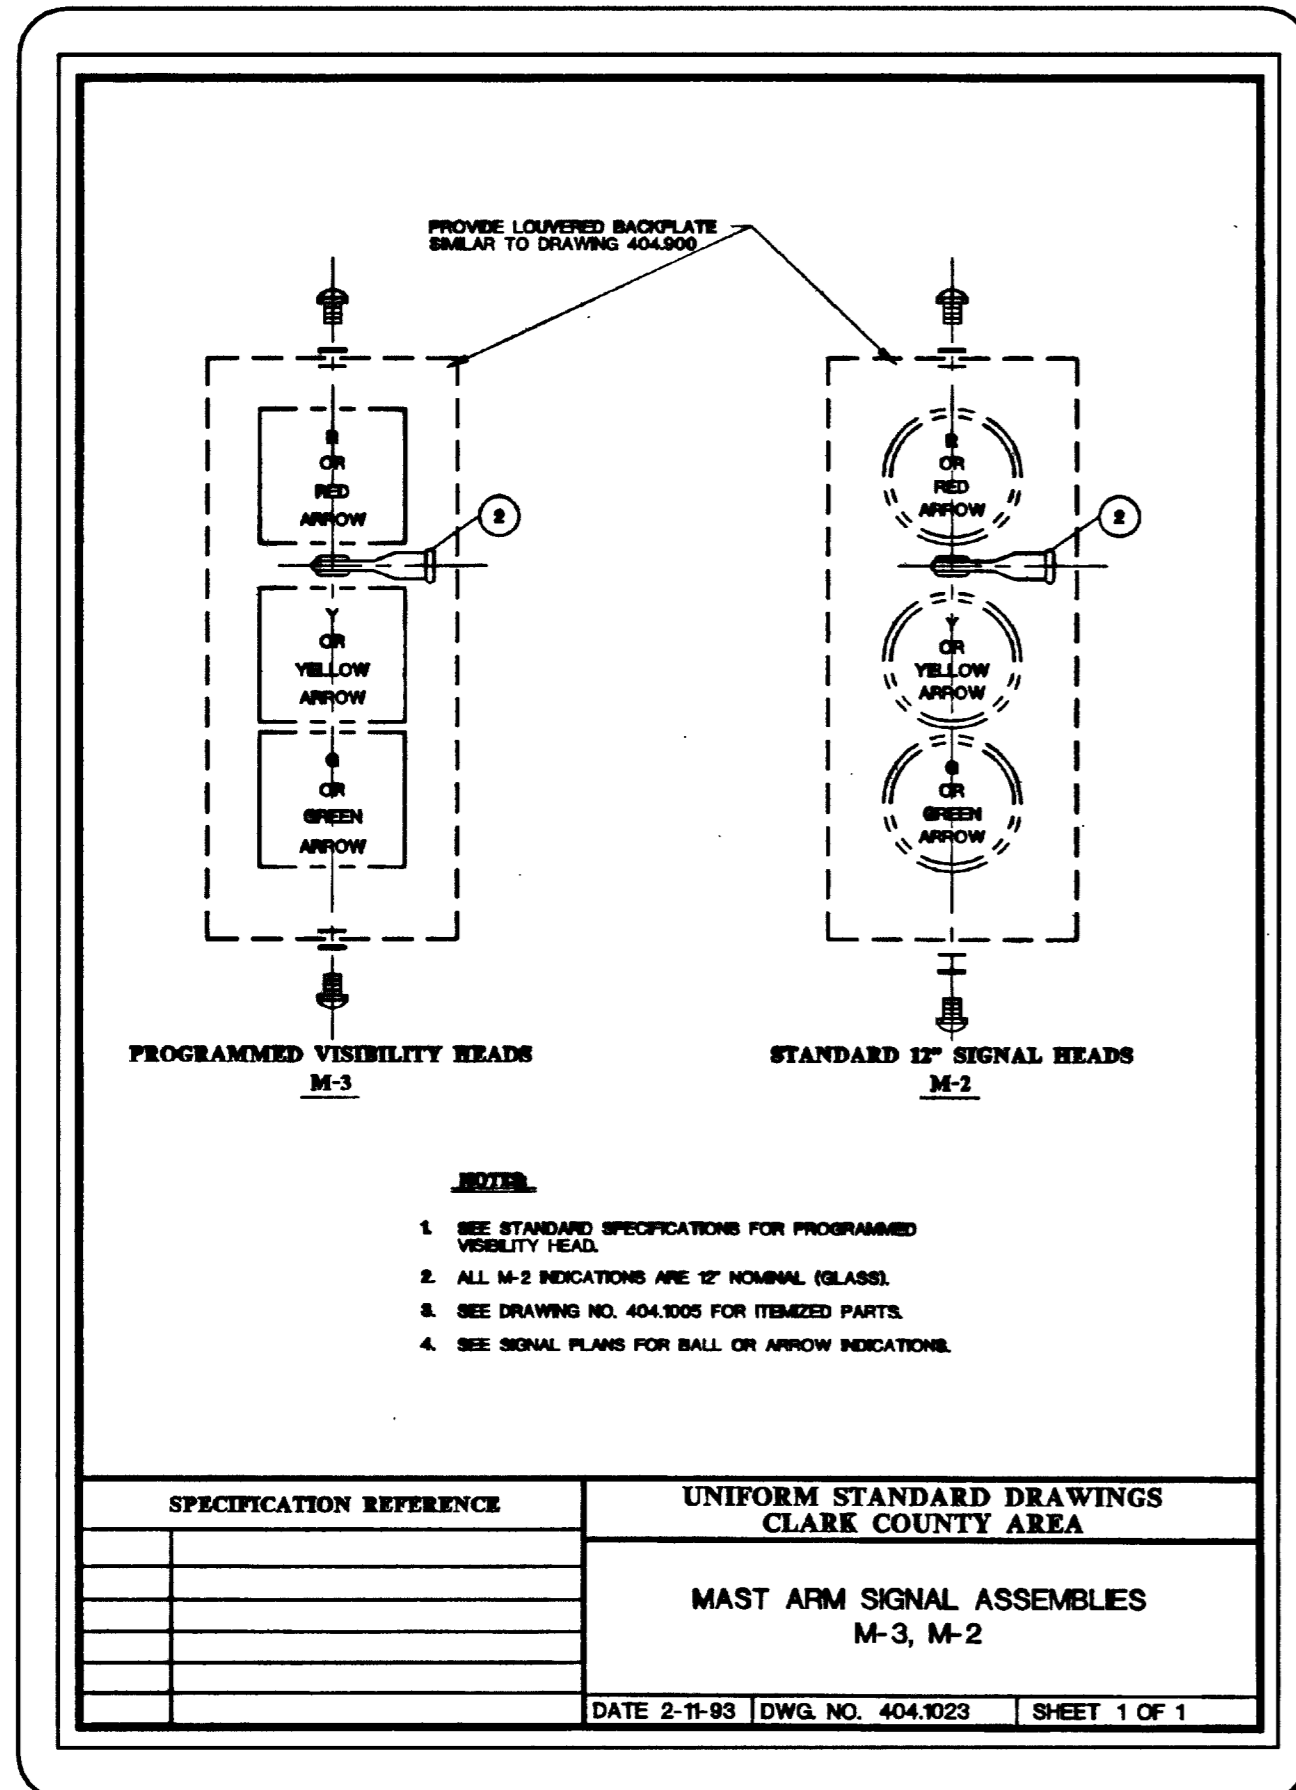 PROVIDE LOUVERED BACKPLATE
SIMILAR TO DRAWING 404.900
R
OR
RED
ARROW
2
Y
OR
YELLOW
ARROW
G
OR
GREEN
ARROW
PROGRAMMED VISIBILITY HEADS
M-3
R
OR
RED
ARROW
2
Y
OR
YELLOW
ARROW
G
OR
GREEN
ARROW
STANDARD 12" SIGNAL HEADS
M-2
NOTES
1. SEE STANDARD SPECIFICATIONS FOR PROGRAMMED
VISIBILITY HEAD.
2. ALL M-2 INDICATIONS ARE 12" NOMINAL (GLASS).
3. SEE DRAWING NO. 404.1005 FOR ITEMIZED PARTS.
4. SEE SIGNAL PLANS FOR BALL OR ARROW INDICATIONS.
SPECIFICATION REFERENCE
UNIFORM STANDARD DRAWINGS
CLARK COUNTY AREA
MAST ARM SIGNAL ASSEMBLIES
M-3, M-2
DATE 2-11-93 DWG. NO. 404.1023 SHEET 1 OF 1